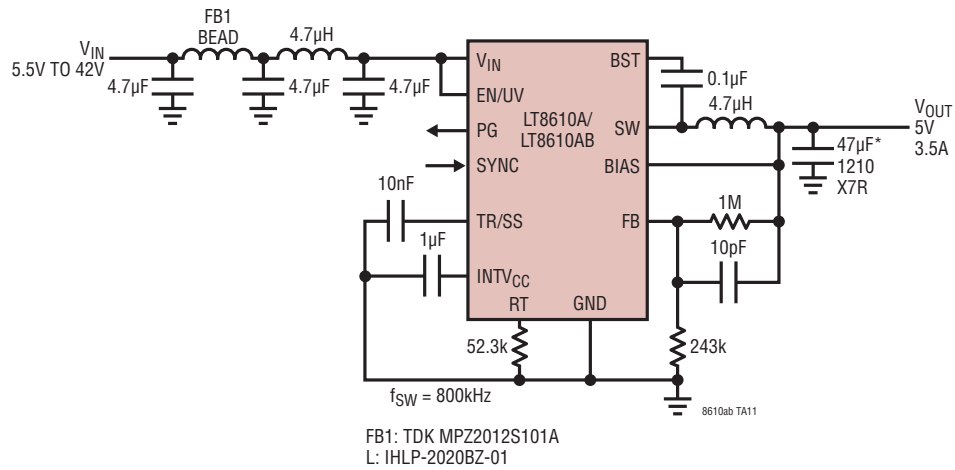 FB1
BEAD
4.7µH
VIN
5.5V TO 42V
4.7µF
4.7µF
4.7µF
VIN
EN/UV
PG
SYNC
TR/SS
INTVCC
RT
GND
LT8610A/
LT8610AB
BST
SW
BIAS
FB
0.1µF
4.7µH
VOUT
5V
3.5A
47µF*
1210
X7R
10nF
1µF
1M
10pF
52.3k
243k
fSW = 800kHz
8610ab TA11
FB1: TDK MPZ2012S101A
L: IHLP-2020BZ-01